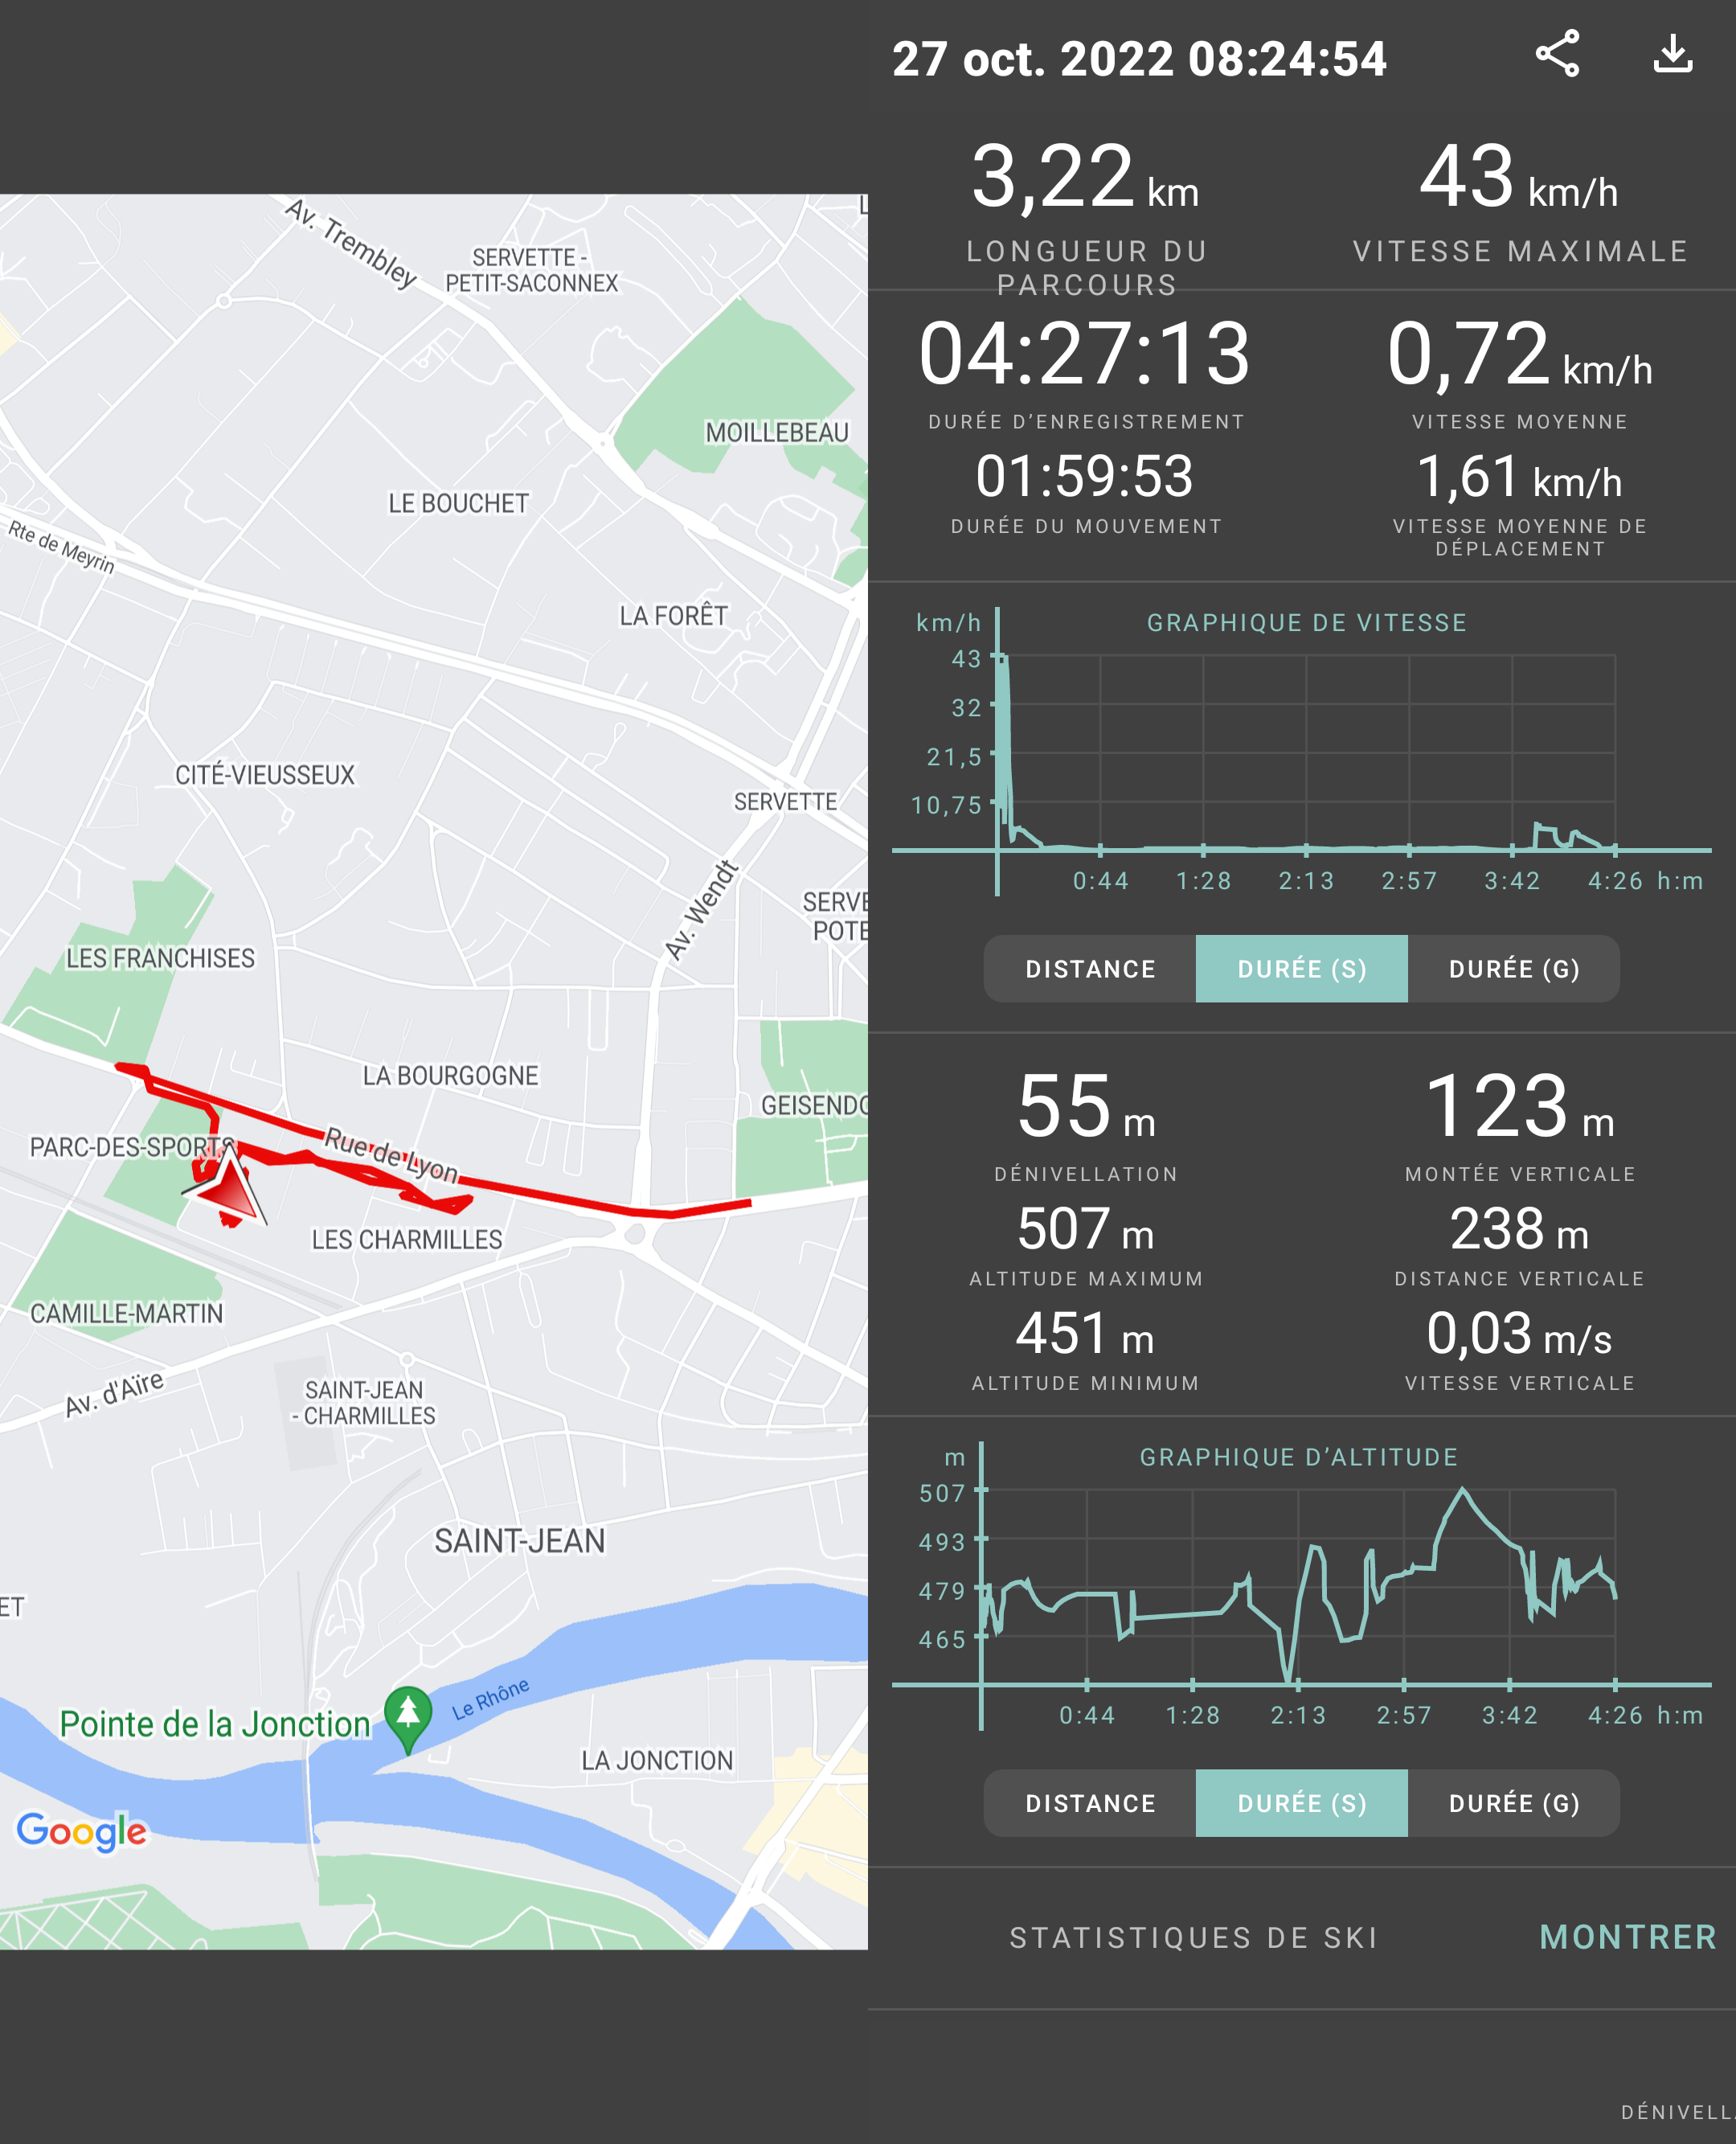 Av. Trembley
SERVETTE -
PETIT-SACONNEX
MOILLEBEAU
LE BOUCHET
Rte de Meyrin
LA FORÊT
CITÉ-VIEUSSEUX
SERVETTE
Av. Wendt
SERVE
POTE
LES FRANCHISES
LA BOURGOGNE
GEISENDO
PARC-DES-SPORTS
Rue de Lyon
LES CHARMILLES
CAMILLE-MARTIN
Av. d'Aïre
SAINT-JEAN
- CHARMILLES
SAINT-JEAN
ET
Le Rhône
Pointe de la Jonction
LA JONCTION
Google
27 oct. 2022 08:24:54
3,22 km
43 km/h
LONGUEUR DU
PARCOURS
VITESSE MAXIMALE
04:27:13
0,72 km/h
DURÉE D’ENREGISTREMENT
VITESSE MOYENNE
01:59:53
1,61 km/h
DURÉE DU MOUVEMENT
VITESSE MOYENNE DE
DÉPLACEMENT
km/h
GRAPHIQUE DE VITESSE
43
32
21,5
10,75
0:44 1:28 2:13 2:57 3:42 4:26 h:m
DISTANCE DURÉE (S) DURÉE (G)
55 m
123 m
DÉNIVELLATION
MONTÉE VERTICALE
507 m
238 m
ALTITUDE MAXIMUM
DISTANCE VERTICALE
451 m
0,03 m/s
ALTITUDE MINIMUM
VITESSE VERTICALE
m
GRAPHIQUE D’ALTITUDE
507
493
479
465
0:44 1:28 2:13 2:57 3:42 4:26 h:m
DISTANCE DURÉE (S) DURÉE (G)
STATISTIQUES DE SKI
MONTRER
DÉNIVELL